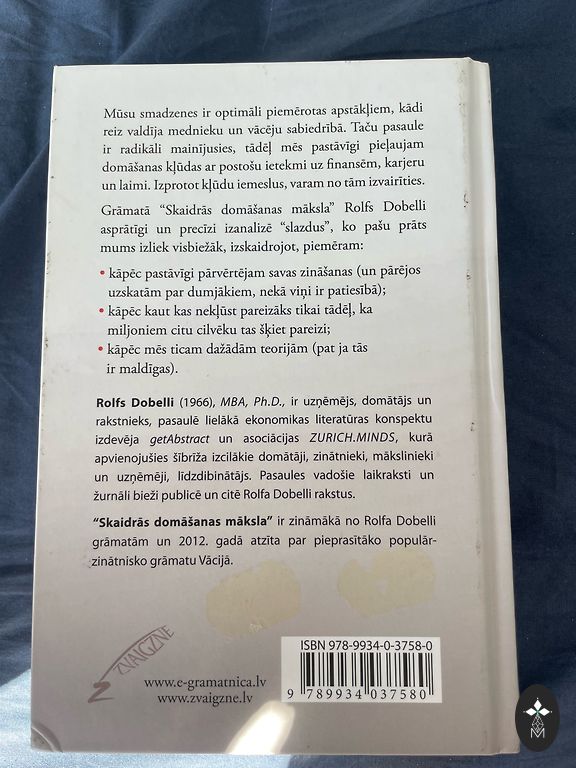 Mūsu smadzenes ir optimāli piemērotas apstākļiem, kādi
reiz valdīja mednieku un vācēju sabiedrībā. Taču pasaule
ir radikāli mainījusies, tādēļ mēs pastāvīgi pieļaujam
domāšanas kļūdas ar postošu ietekmi uz finansēm, karjeru
un laimi. Izprotot kļūdu iemeslus, varam no tām izvairīties.
Grāmatā “Skaidrās domāšanas māksla” Rolfs Dobelli
asprātīgi un precīzi izanalizē “slazdus”, ko pašu prāts
mums izliek visbiežāk, izskaidrojot, piemēram:
• kāpēc pastāvīgi pārvērtējam savas zināšanas (un pārējos
uzskatām par dumjākiem, nekā viņi ir patiesībā);
• kāpēc kaut kas nekļūst pareizāks tikai tādēļ, ka
miljoniem citu cilvēku tas šķiet pareizi;
• kāpēc mēs ticam dažādām teorijām (pat ja tās
ir maldīgas).
Rolfs Dobelli (1966), MBA, Ph.D., ir uzņēmējs, domātājs un
rakstnieks, pasaulē lielākā ekonomikas literatūras konspektu
izdevēja getAbstract un asociācijas ZURICH.MINDS, kurā
apvienojušies šībrīža izcilākie domātāji, zinātnieki, mākslinieki
un uzņēmēji, līdzdibinātājs. Pasaules vadošie laikraksti un
žurnāli bieži publicē un citē Rolfa Dobelli rakstus.
“Skaidrās domāšanas māksla” ir zināmākā no Rolfa Dobelli
grāmatām un 2012. gadā atzīta par pieprasītāko populār-
zinātnisko grāmatu Vācijā.
ZVAIGZNE
www.e-gramatnica.lv
www.zvaigzne.lv
ISBN 978-9934-0-3758-0
9 789934 037580